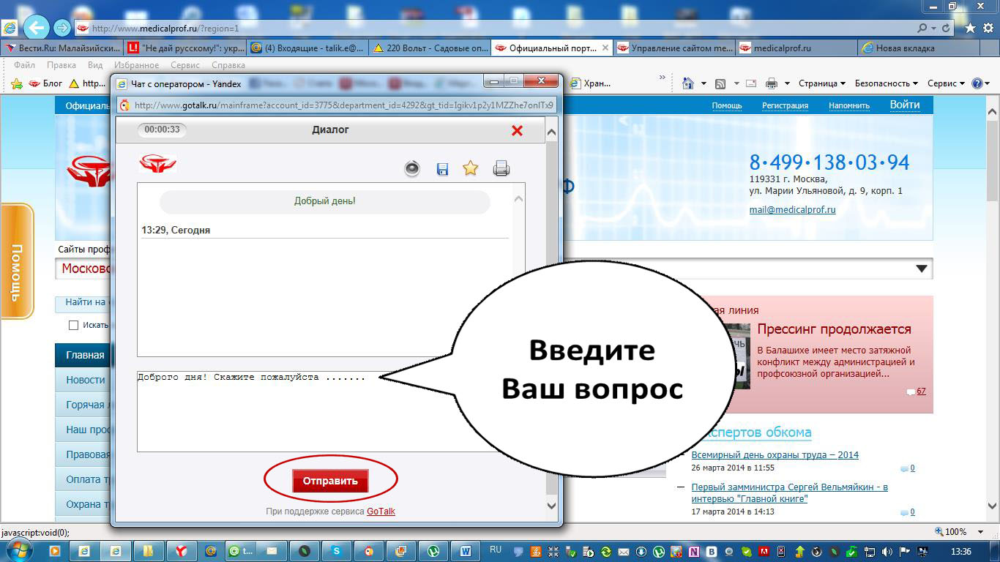 http://www.medicalprof.ru/?region=1
Вести.Ru: Малайзийски...
"Не дай русскому!": укр...
(4) Входящие - talik.e@...
220 Вольт - Садовые оп...
Официальный порт...
Управление сайтом me...
medicalprof.ru
Новая вкладка
Файл Правка Вид Избранное Сервис Справка
Блог
http...
Хран...
Страница
Безопасность
Сервис
Чат с оператором - Yandex
http://www.gotalk.ru/mainframe?account_id=3775&department_id=4292&gt_tid=Igikv1p2y1MZZhe7onITx9
00:00:33
Диалог
Добрый день!
13:29, Сегодня
Доброго дня! Скажите пожалуйста .......
Отправить
При поддержке сервиса GoTalk
Введите
Ваш вопрос
Помощь
Регистрация
Напомнить
Войти
8·499·138·03·94
119331 г. Москва,
ул. Марии Ульяновой, д. 9, корп. 1
mail@medicalprof.ru
Помощь
Сайты проф
Московс
Найти на
Искать
Главная
Новости
Горячая л
Наш прос
Правовая
Оплата т
Охрана т
ая линия
Прессинг продолжается
В Балашихе имеет место затяжной
конфликт между администрацией и
профсоюзной организацией...
67
кспертов обкома
Всемирный день охраны труда – 2014
26 марта 2014 в 11:55
0
Первый замминистра Сергей Вельмяйкин - в
интервью "Главной книге"
17 марта 2014 в 14:13
0
javascript:void(0);
100%
RU
13:36